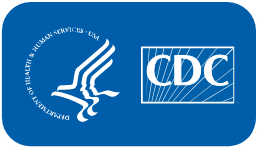 DEPARTMENT OF HEALTH & HUMAN SERVICES · USA
CDC